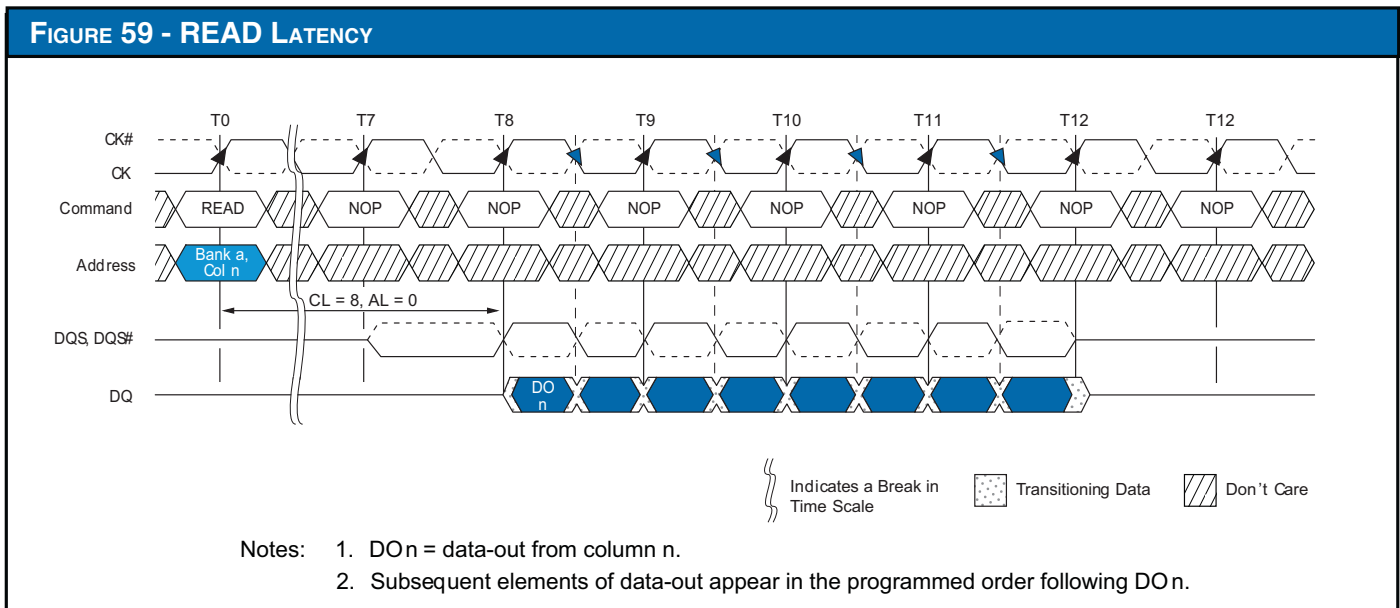 FIGURE 59 - READ LATENCY
T0 T7 T8 T9 T10 T11 T12 T12
CK#
CK
Command READ NOP NOP NOP NOP NOP NOP NOP
Address Bank a,
Col n
CL = 8, AL = 0
DQS, DQS#
DQ DO
n
Indicates a Break in
Time Scale
Transitioning Data
Don't Care
Notes: 1. DO n = data-out from column n.
2. Subsequent elements of data-out appear in the programmed order following DO n.